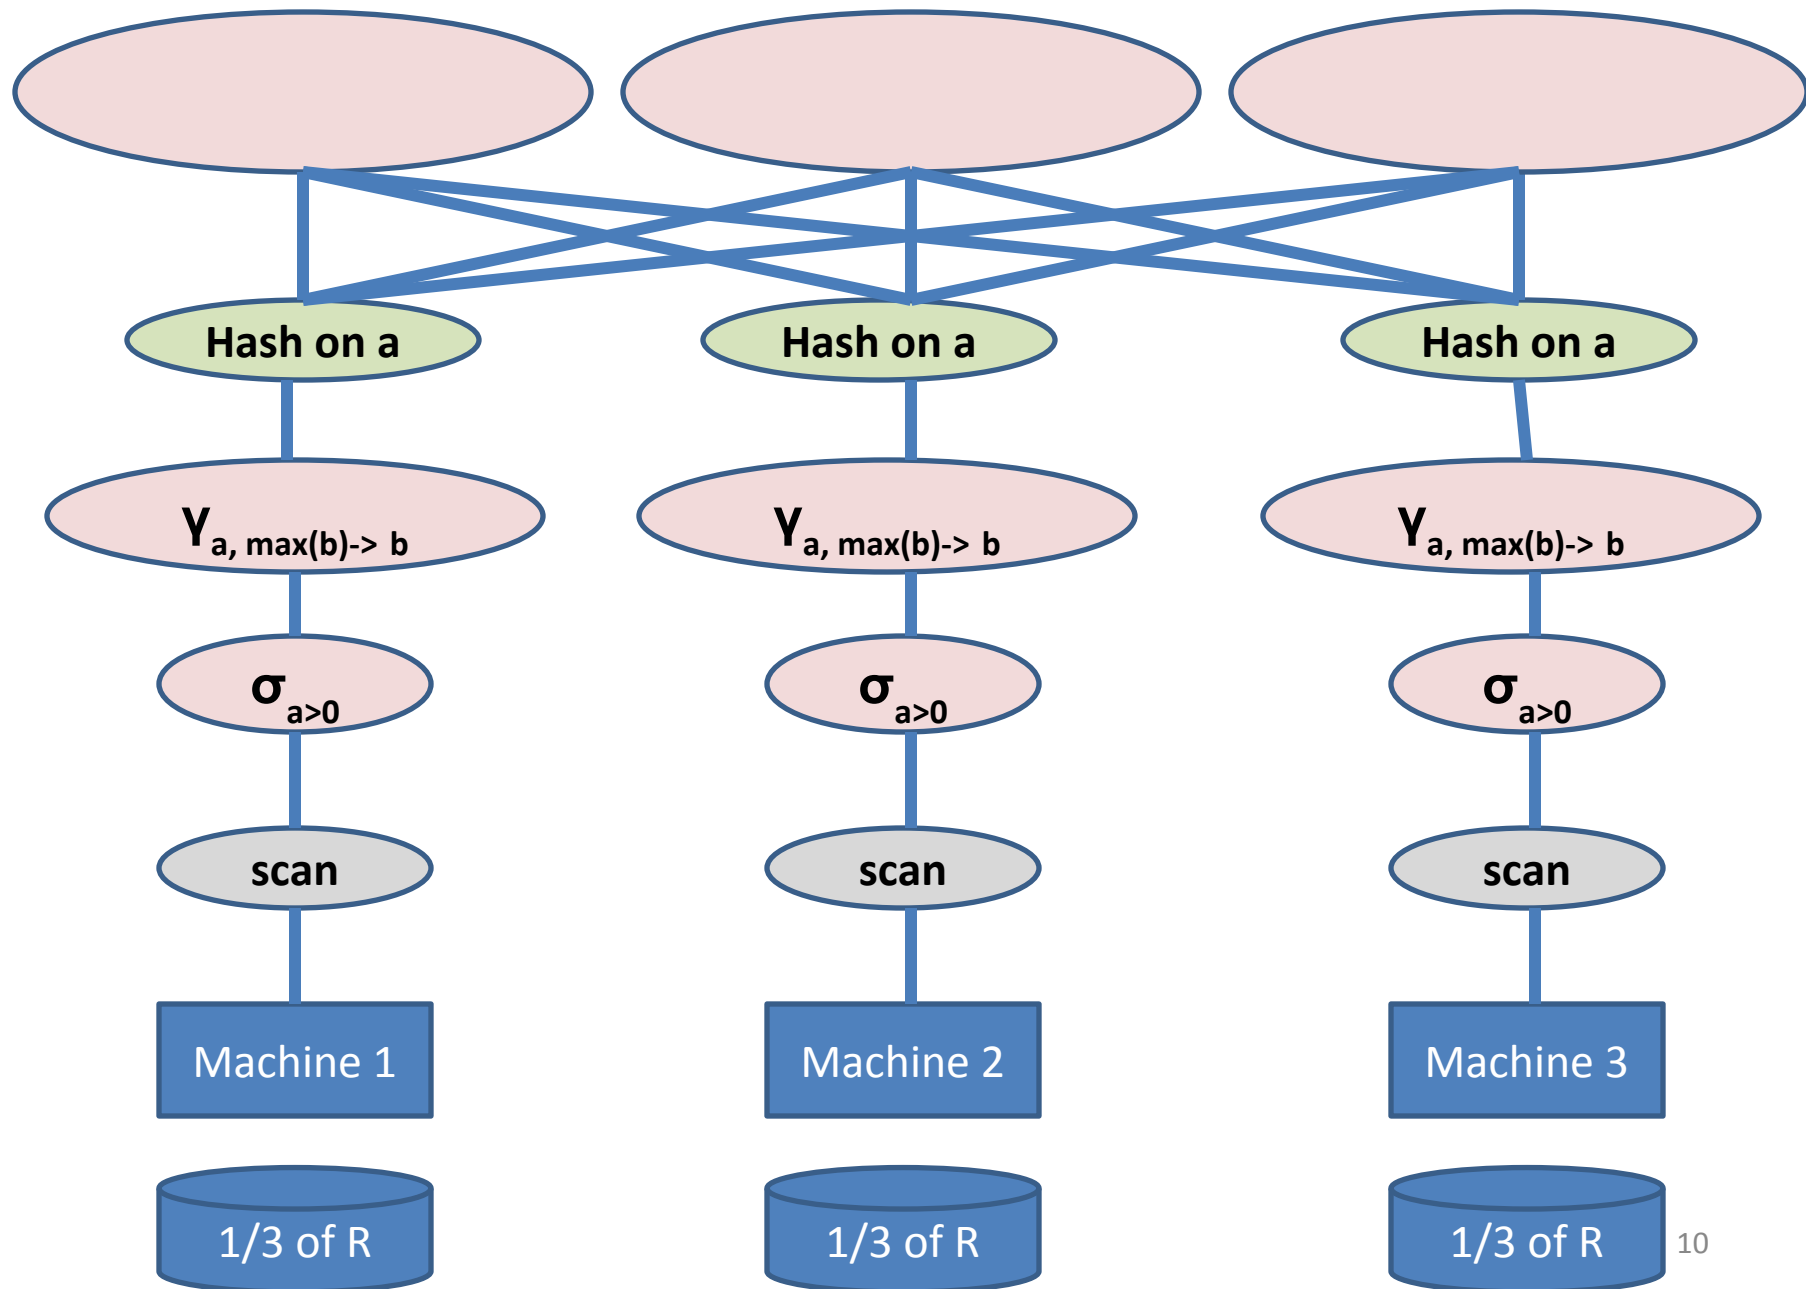 Hash on a Hash on a Hash on a
γa, max(b)-> b γa, max(b)-> b γa, max(b)-> b
σa>0 σa>0 σa>0
scan scan scan
Machine 1 Machine 2 Machine 3
1/3 of R 1/3 of R 1/3 of R 10